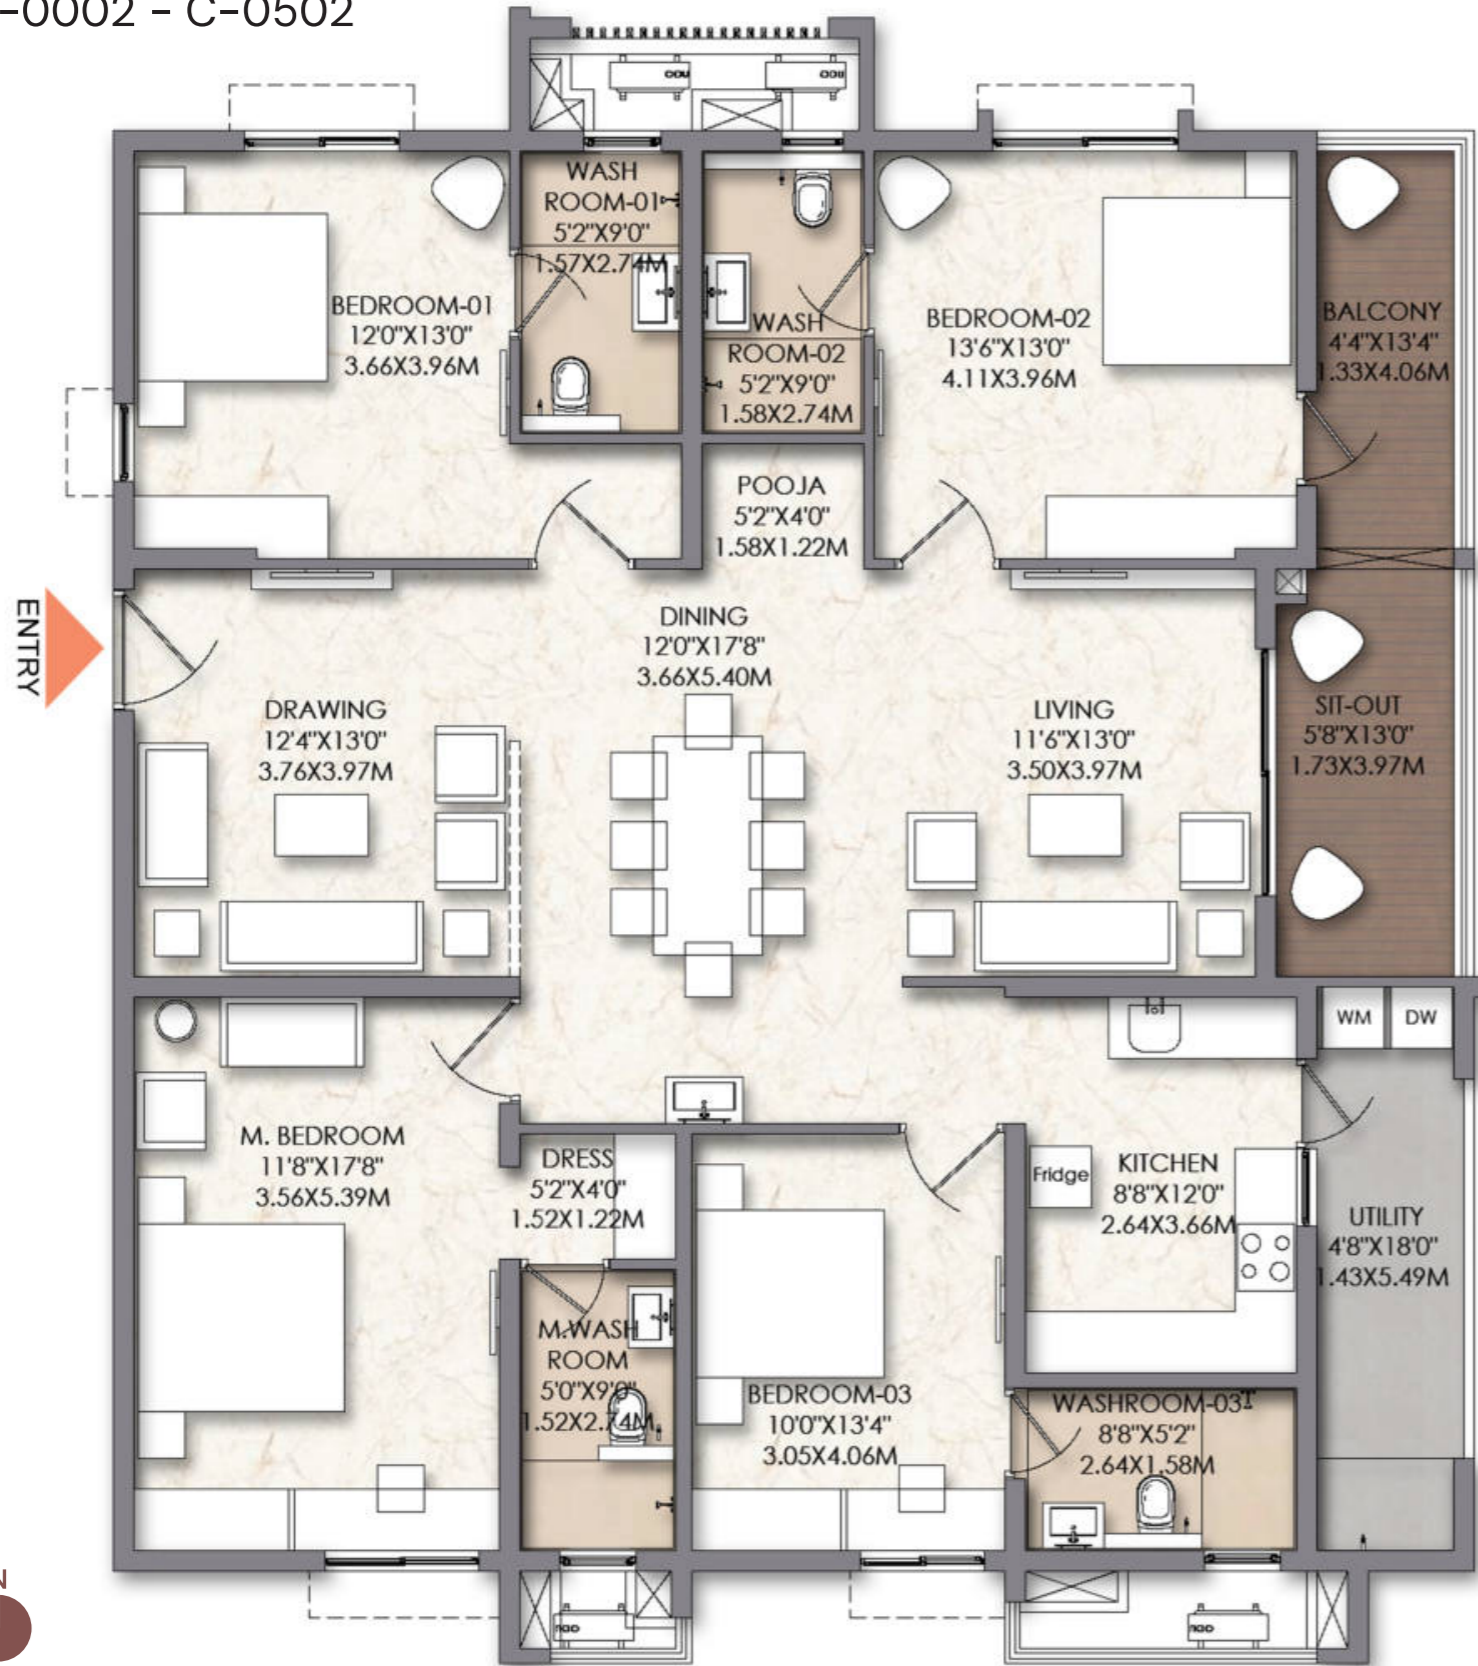 -0002 - C-0502
ODU
ODU
WASH
ROOM-01
5'2"X9'0"
1.57X2.74M
BEDROOM-01
12'0"X13'0"
3.66X3.96M
WASH
ROOM-02
5'2"X9'0"
1.58X2.74M
BEDROOM-02
13'6"X13'0"
4.11X3.96M
BALCONY
4'4"X13'4"
1.33X4.06M
POOJA
5'2"X4'0"
1.58X1.22M
ENTRY
DINING
12'0"X17'8"
3.66X5.40M
DRAWING
12'4"X13'0"
3.76X3.97M
LIVING
11'6"X13'0"
3.50X3.97M
SIT-OUT
5'8"X13'0"
1.73X3.97M
WM
DW
M. BEDROOM
11'8"X17'8"
3.56X5.39M
DRESS
5'2"X4'0"
1.52X1.22M
Fridge
KITCHEN
8'8"X12'0"
2.64X3.66M
UTILITY
4'8"X18'0"
1.43X5.49M
M.WASH
ROOM
5'0"X9'0"
1.52X2.74M
BEDROOM-03
10'0"X13'4"
3.05X4.06M
WASHROOM-03
8'8"X5'2"
2.64X1.58M
N
ODU
ODU